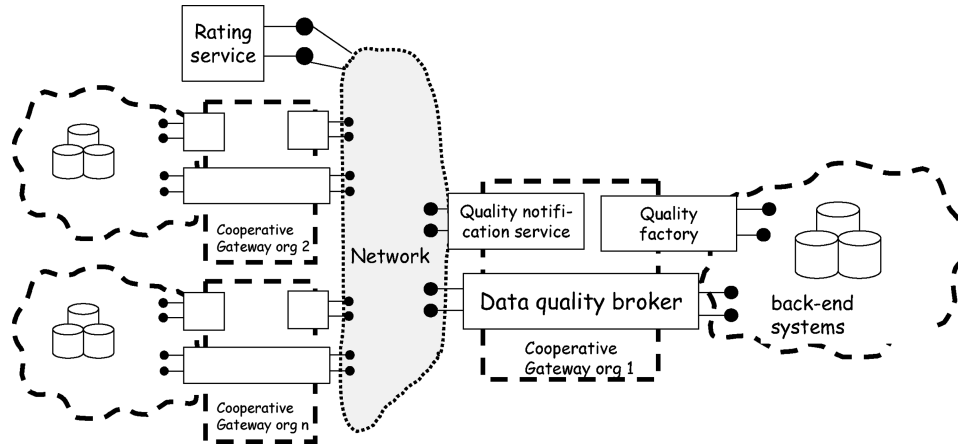 Rating
service
Cooperative
Gateway org 2
Network
Quality notifi-
cation service
Quality
factory
Data quality broker
back-end
systems
Cooperative
Gateway org 1
Cooperative
Gateway org n